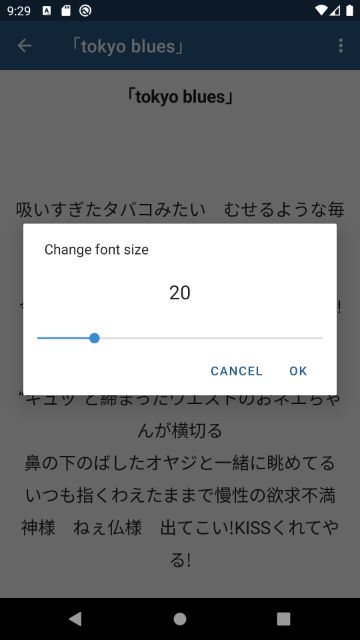 9:29
「tokyo blues」
「tokyo blues」
吸いすぎたタバコみたい　むせるような毎
Change font size
20
CANCEL OK
“キュッ”と締まったウエストのおネエちゃ
んが横切る
鼻の下のばしたオヤジと一緒に眺めてる
いつも指くわえたままで慢性の欲求不満
神様　ねぇ仏様　出てこい!KISSくれてや
る!